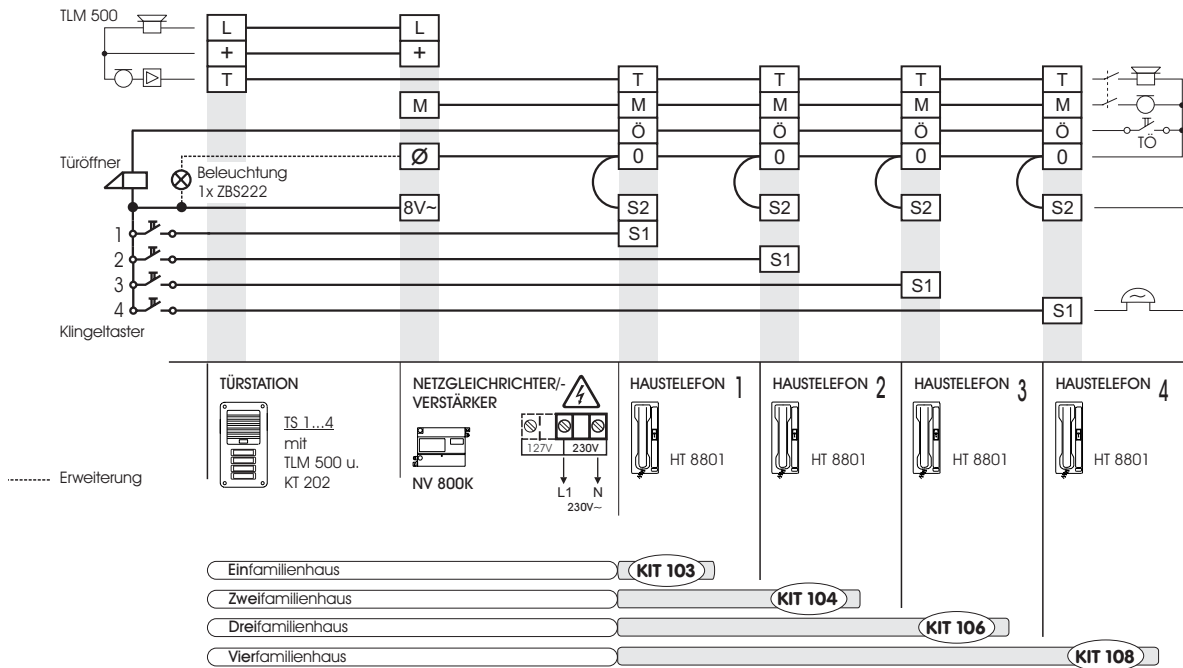 TLM 500
L L
+ +
T T T T T
M M M M M
Ö Ö Ö Ö
TÖ
Ø 0 0 0 0
Türöffner
Beleuchtung
1x ZBS222
8V~ S2 S2 S2 S2
1 S1
2 S1
3 S1
4 S1
Klingeltaster
TÜRSTATION
TS 1...4
mit
TLM 500 u.
KT 202
NETZGLEICHRICHTER/-
VERSTÄRKER
127V 230V
NV 800K
L1 N
230V~
HAUSTELEFON 1
HT 8801
HAUSTELEFON 2
HT 8801
HAUSTELEFON 3
HT 8801
HAUSTELEFON 4
HT 8801
Erweiterung
Einfamilienhaus KIT 103
Zweifamilienhaus KIT 104
Dreifamilienhaus KIT 106
Vierfamilienhaus KIT 108